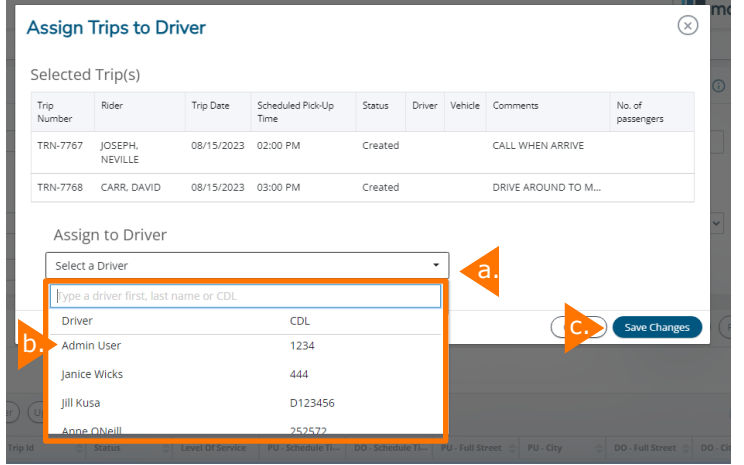 Assign Trips to Driver
Selected Trip(s)
Trip Number Rider Trip Date Scheduled Pick-Up Time Status Driver Vehicle Comments No. of passengers
TRN-7767 JOSEPH, NEVILLE 08/15/2023 02:00 PM Created CALL WHEN ARRIVE
TRN-7768 CARR, DAVID 08/15/2023 03:00 PM Created DRIVE AROUND TO M...
Assign to Driver
Select a Driver
a.
Type a driver first, last name or CDL
Driver CDL
b.
Admin User 1234
Janice Wicks 444
Jill Kusa D123456
Anne ONeill 252572
c.
Save Changes
Trip Id Status Level Of Service PU - Schedule Ti... DO - Schedule Ti... PU - Full Street PU - City DO - Full Street